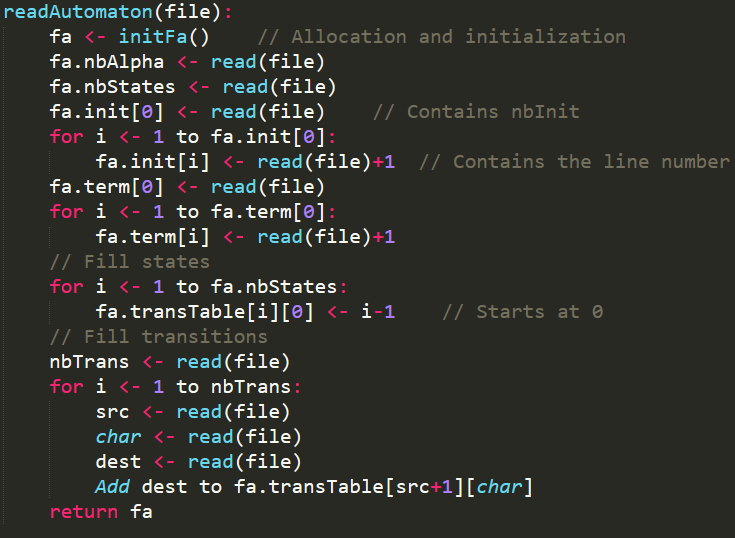 readAutomaton(file):
    fa <- initFa()    // Allocation and initialization
    fa.nbAlpha <- read(file)
    fa.nbStates <- read(file)
    fa.init[0] <- read(file)    // Contains nbInit
    for i <- 1 to fa.init[0]:
        fa.init[i] <- read(file)+1  // Contains the line number
    fa.term[0] <- read(file)
    for i <- 1 to fa.term[0]:
        fa.term[i] <- read(file)+1
    // Fill states
    for i <- 1 to fa.nbStates:
        fa.transTable[i][0] <- i-1    // Starts at 0
    // Fill transitions
    nbTrans <- read(file)
    for i <- 1 to nbTrans:
        src <- read(file)
        char <- read(file)
        dest <- read(file)
        Add dest to fa.transTable[src+1][char]
    return fa